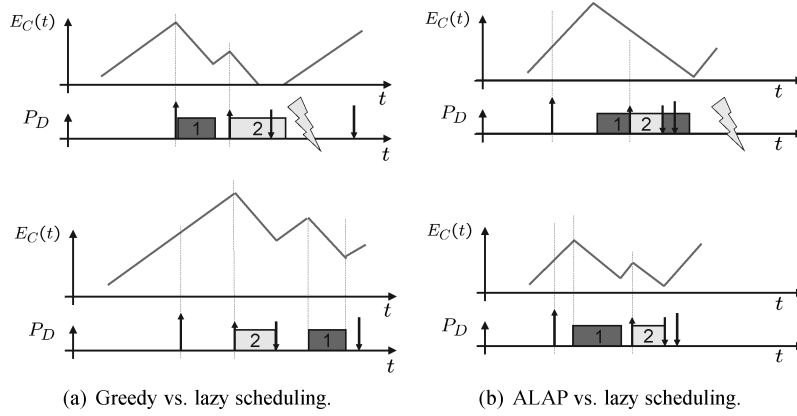 E_C(t)
t
P_D
1
2
t
E_C(t)
t
P_D
2
1
t
(a) Greedy vs. lazy scheduling.
E_C(t)
t
P_D
1
2
t
E_C(t)
t
P_D
1
2
t
(b) ALAP vs. lazy scheduling.